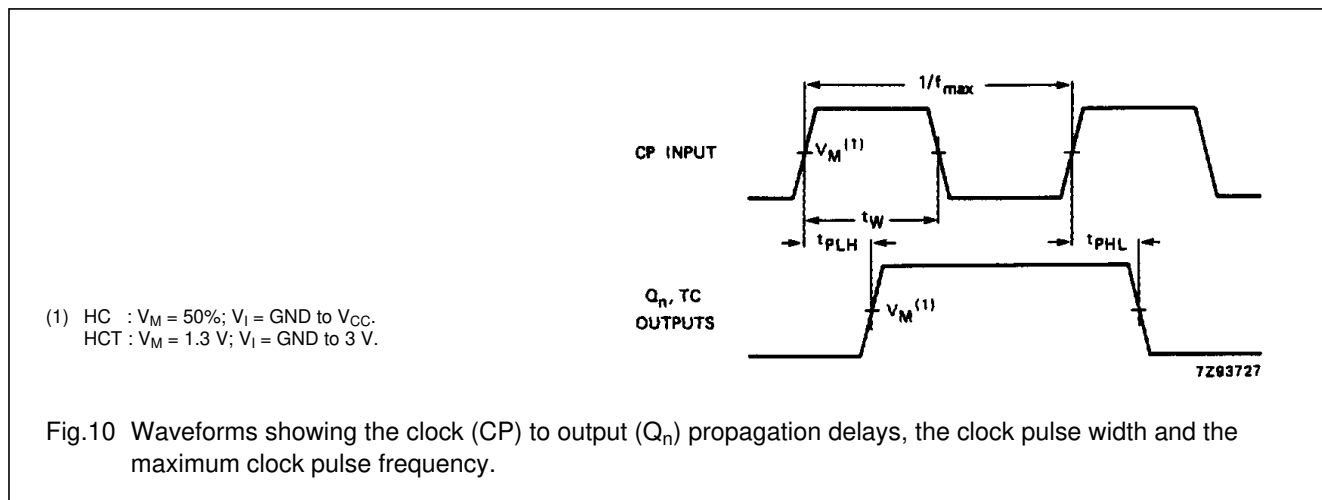 1/fmax
CP INPUT
VM(1)
tW
tPLH
tPHL
Qn, TC
OUTPUTS
VM(1)
7Z93727
(1) HC : VM = 50%; VI = GND to VCC.
HCT : VM = 1.3 V; VI = GND to 3 V.
Fig.10 Waveforms showing the clock (CP) to output (Qn) propagation delays, the clock pulse width and the
maximum clock pulse frequency.